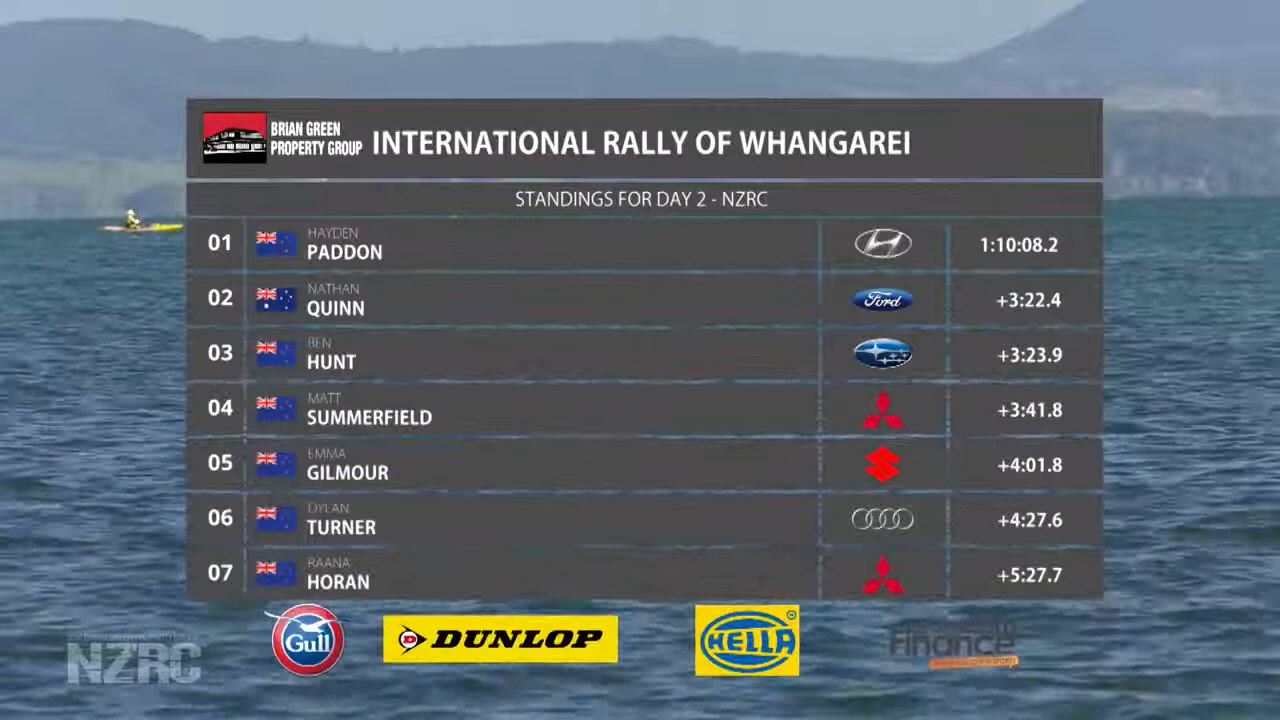 BRIAN GREEN
PROPERTY GROUP
INTERNATIONAL RALLY OF WHANGAREI
STANDINGS FOR DAY 2 - NZRC
01 HAYDEN PADDON 1:10:08.2
02 NATHAN QUINN Ford +3:22.4
03 BEN HUNT +3:23.9
04 MATT SUMMERFIELD +3:41.8
05 EMMA GILMOUR +4:01.8
06 DYLAN TURNER +4:27.6
07 RAANA HORAN +5:27.7
NZRC
Gull
DUNLOP
HELLA ®
Finance